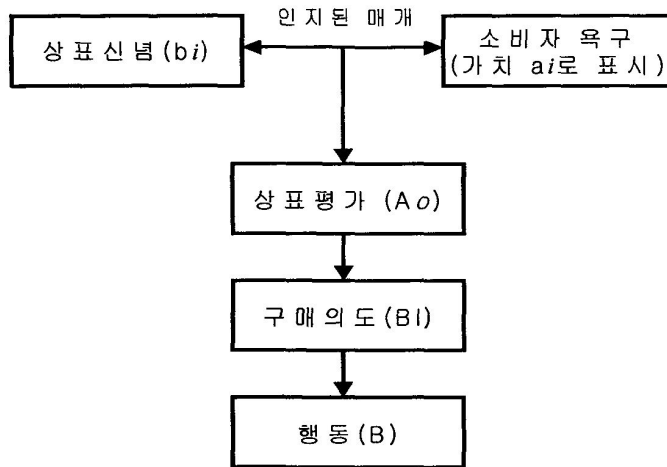 인지된 매개
상표신념(bi)
소비자 욕구
(가치 ai로 표시)
상표평가 (Ao)
구매의도(BI)
행동(B)